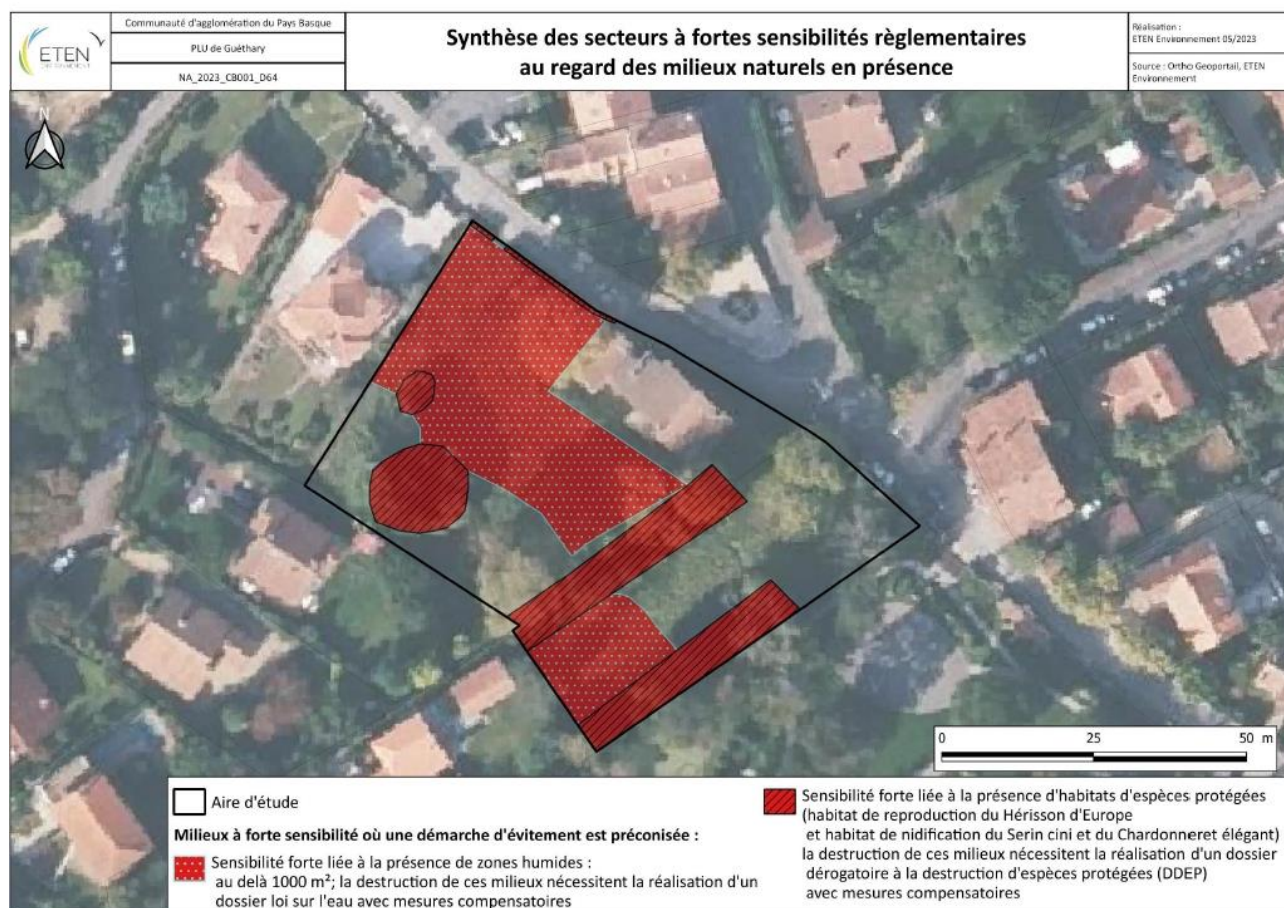 ETEN
ENVIRONNEMENT
Communauté d'agglomération du Pays Basque
PLU de Guéthary
NA_2023_CB001_D64
Synthèse des secteurs à fortes sensibilités règlementaires
au regard des milieux naturels en présence
Réalisation :
ETEN Environnement 05/2023
Source : Ortho Geoportail, ETEN
Environnement
N
0 25 50 m
Aire d'étude
Milieux à forte sensibilité où une démarche d'évitement est préconisée :
Sensibilité forte liée à la présence de zones humides :
au delà 1000 m²; la destruction de ces milieux nécessitent la réalisation d'un
dossier loi sur l'eau avec mesures compensatoires
Sensibilité forte liée à la présence d'habitats d'espèces protégées
(habitat de reproduction du Hérisson d'Europe
et habitat de nidification du Serin cini et du Chardonneret élégant)
la destruction de ces milieux nécessitent la réalisation d'un dossier
dérogatoire à la destruction d'espèces protégées (DDEP)
avec mesures compensatoires